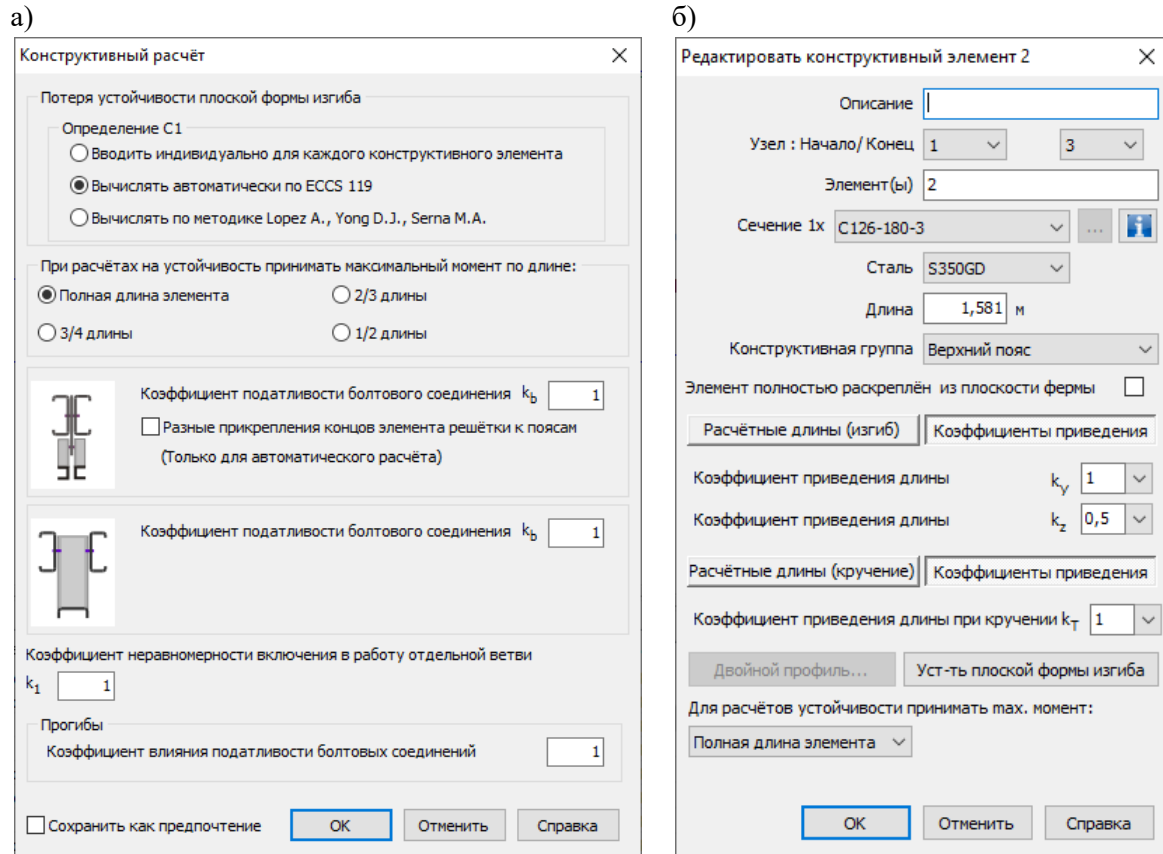 а)
Конструктивный расчёт
Потеря устойчивости плоской формы изгиба
Определение C1
Вводить индивидуально для каждого конструктивного элемента
Вычислять автоматически по ECCS 119
Вычислять по методике Lopez A., Yong D.J., Serna M.A.
При расчётах на устойчивость принимать максимальный момент по длине:
Полная длина элемента 2/3 длины
3/4 длины 1/2 длины
Коэффициент податливости болтового соединения kb 1
Разные прикрепления концов элемента решётки к поясам
(Только для автоматического расчёта)
Коэффициент податливости болтового соединения kb 1
Коэффициент неравномерности включения в работу отдельной ветви
k1 1
Прогибы
Коэффициент влияния податливости болтовых соединений 1
Сохранить как предпочтение OK Отменить Справка
б)
Редактировать конструктивный элемент 2
Описание
Узел : Начало/ Конец 1 3
Элемент(ы) 2
Сечение 1x C126-180-3 ... i
Сталь S350GD
Длина 1,581 м
Конструктивная группа Верхний пояс
Элемент полностью раскреплён из плоскости фермы
Расчётные длины (изгиб) Коэффициенты приведения
Коэффициент приведения длины ky 1
Коэффициент приведения длины kz 0,5
Расчётные длины (кручение) Коэффициенты приведения
Коэффициент приведения длины при кручении kT 1
Двойной профиль... Уст-ть плоской формы изгиба
Для расчётов устойчивости принимать max. момент:
Полная длина элемента
OK Отменить Справка